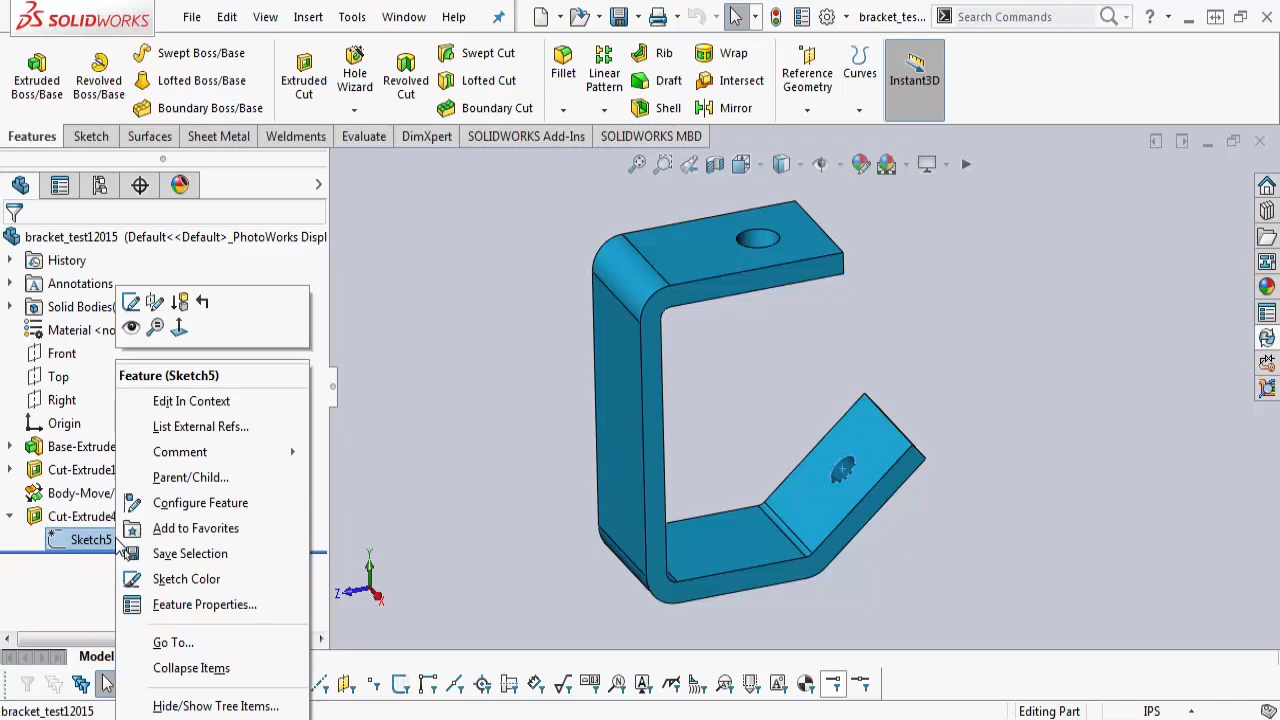 SOLIDWORKS File Edit View Insert Tools Window Help bracket_tes... Search Commands ?
Extruded Boss/Base
Revolved Boss/Base
Swept Boss/Base
Lofted Boss/Base
Boundary Boss/Base
Extruded Cut
Hole Wizard
Revolved Cut
Swept Cut
Lofted Cut
Boundary Cut
Fillet
Linear Pattern
Rib
Draft
Shell
Wrap
Intersect
Mirror
Reference Geometry
Curves
Instant3D
Features Sketch Surfaces Sheet Metal Weldments Evaluate DimXpert SOLIDWORKS Add-Ins SOLIDWORKS MBD
bracket_test12015 (Default<<Default>_PhotoWorks Displ
History
Annotations
Solid Bodies(
Material <no
Front
Top
Right
Origin
Base-Extrude
Cut-Extrude1
Body-Move/
Cut-Extrude4
Sketch5
Feature (Sketch5)
Edit In Context
List External Refs...
Comment
Parent/Child...
Configure Feature
Add to Favorites
Save Selection
Sketch Color
Feature Properties...
Go To...
Collapse Items
Hide/Show Tree Items...
Y
Z
X
Model
bracket_test12015 Editing Part IPS